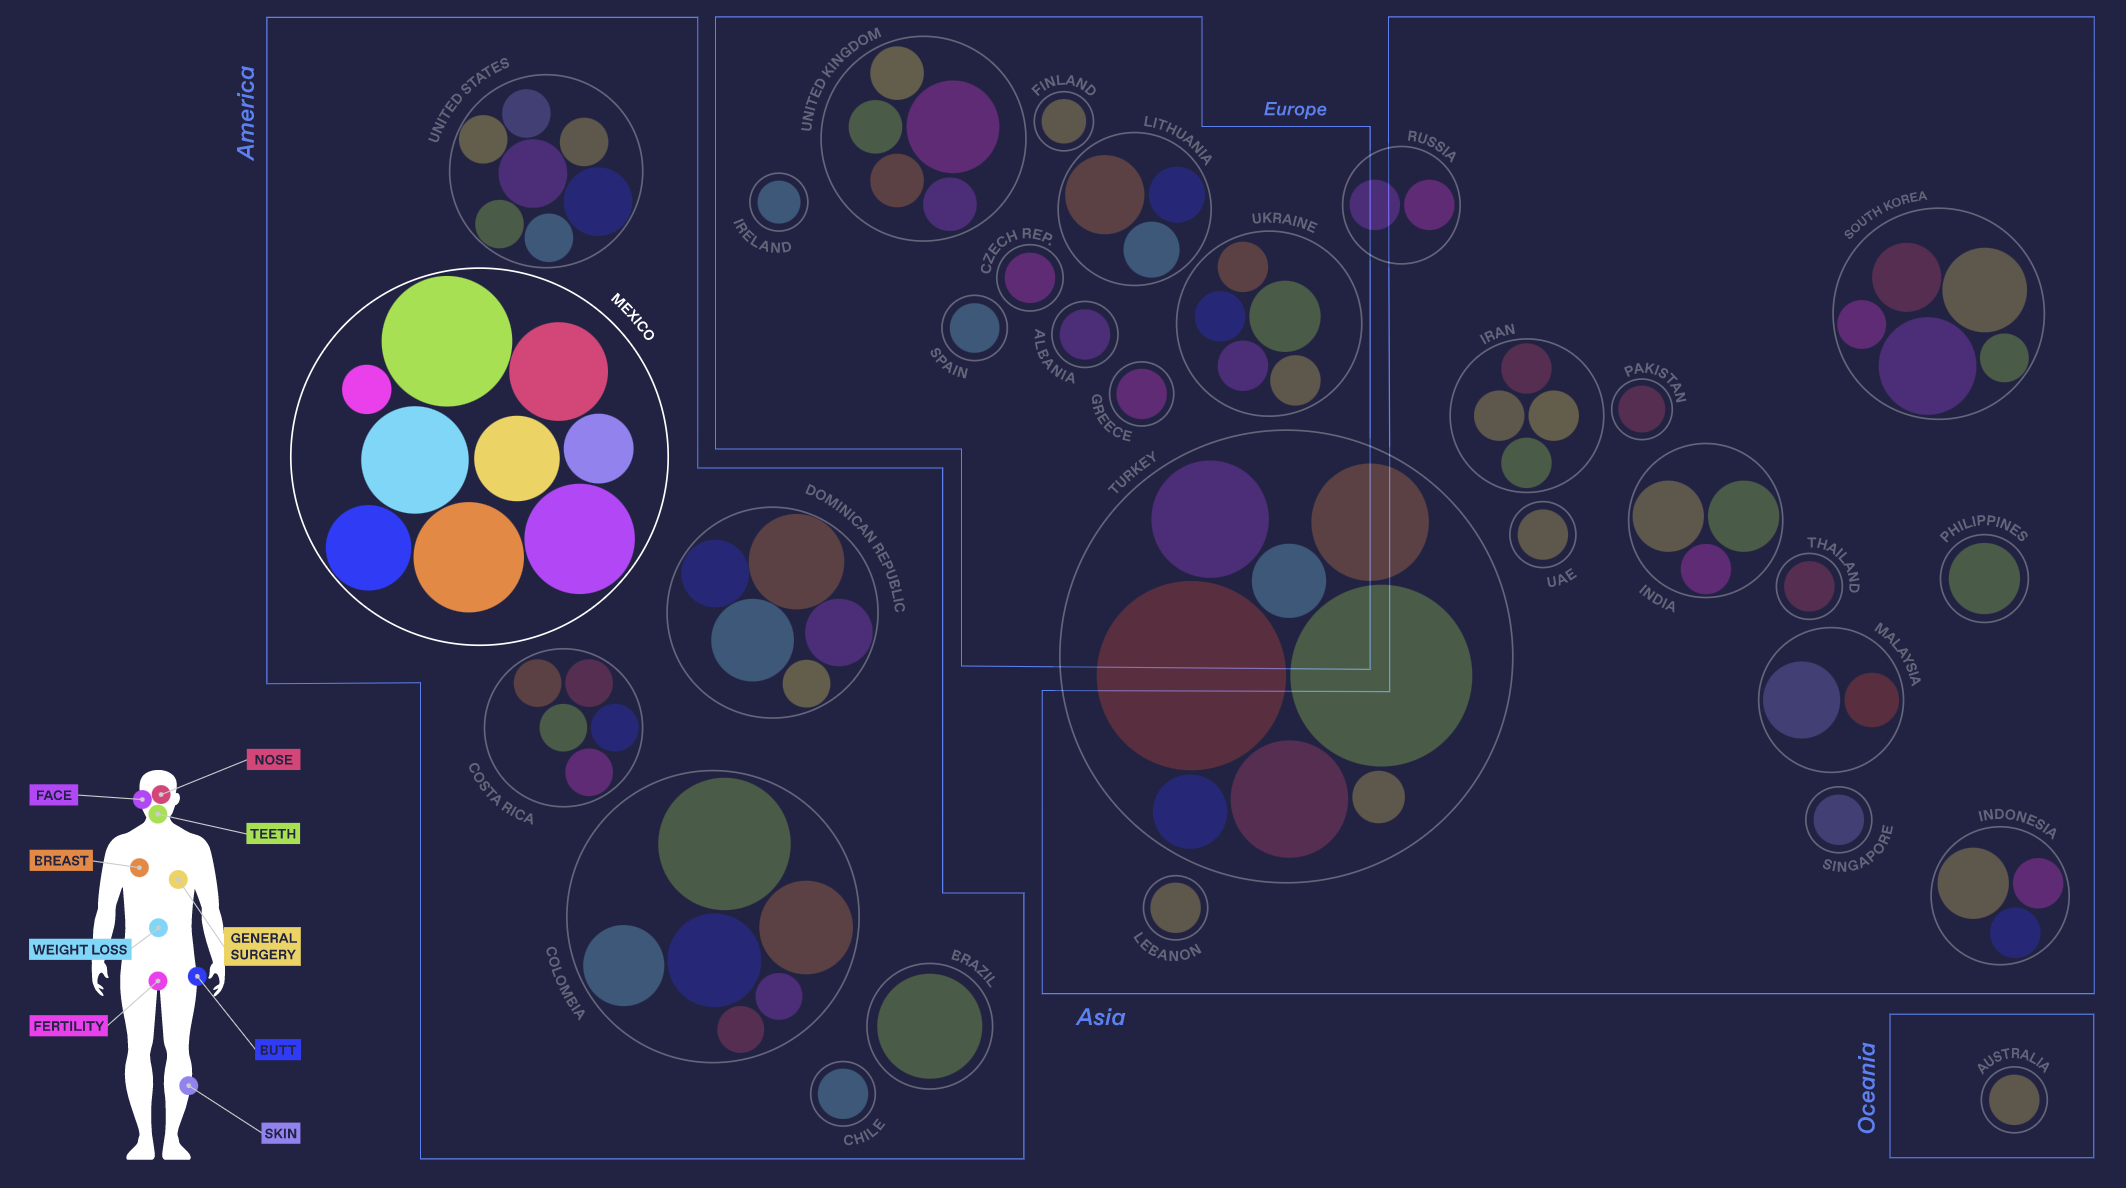 America
UNITED STATES
MEXICO
DOMINICAN REPUBLIC
COSTA RICA
COLOMBIA
BRAZIL
CHILE
Europe
UNITED KINGDOM
FINLAND
LITHUANIA
IRELAND
CZECH REP.
UKRAINE
RUSSIA
SPAIN
ALBANIA
GREECE
TURKEY
LEBANON
Asia
SOUTH KOREA
IRAN
PAKISTAN
UAE
INDIA
THAILAND
PHILIPPINES
MALAYSIA
SINGAPORE
INDONESIA
Oceania
AUSTRALIA
NOSE
FACE
TEETH
BREAST
GENERAL
SURGERY
WEIGHT LOSS
FERTILITY
BUTT
SKIN